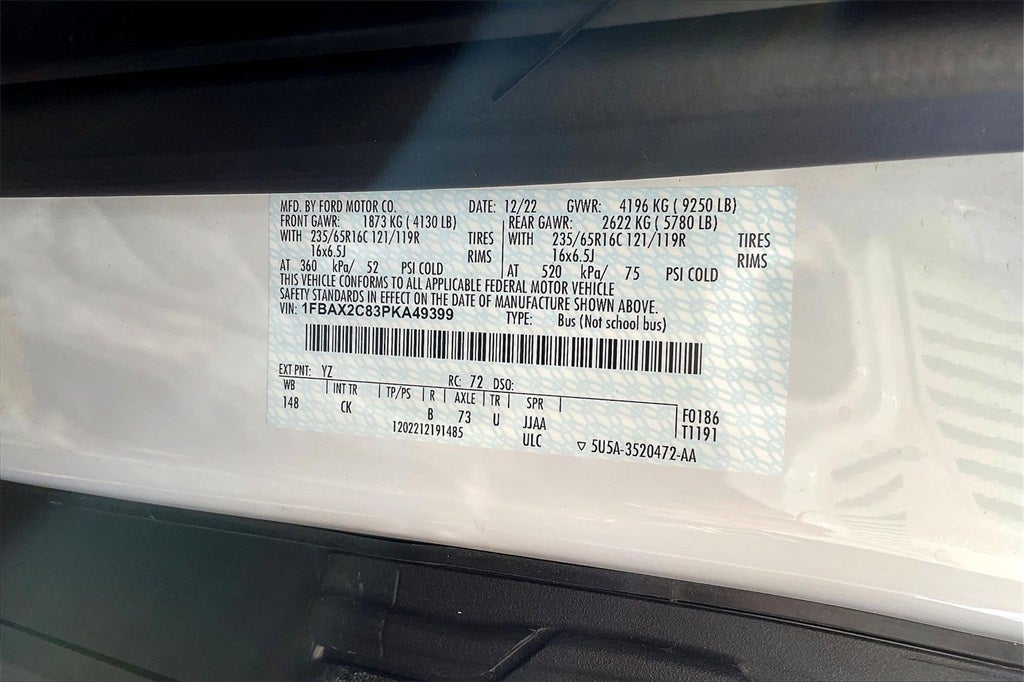 MFD. BY FORD MOTOR CO. DATE: 12/22 GVWR: 4196 KG ( 9250 LB)
FRONT GAWR: 1873 KG ( 4130 LB) REAR GAWR: 2622 KG ( 5780 LB)
WITH 235/65R16C 121/119R TIRES WITH 235/65R16C 121/119R TIRES
16x6.5J RIMS 16x6.5J RIMS
AT 360 kPa/ 52 PSI COLD AT 520 kPa/ 75 PSI COLD
THIS VEHICLE CONFORMS TO ALL APPLICABLE FEDERAL MOTOR VEHICLE
SAFETY STANDARDS IN EFFECT ON THE DATE OF MANUFACTURE SHOWN ABOVE.
VIN: 1FBAX2C83PKA49399 TYPE: Bus (Not school bus)
EXT PNT: YZ RC: 72 DSO:
WB INT TR TP/PS R AXLE TR SPR
148 CK B 73 U JJAA F0186
1202212191485 ULC T1191
▽ 5U5A-3520472-AA